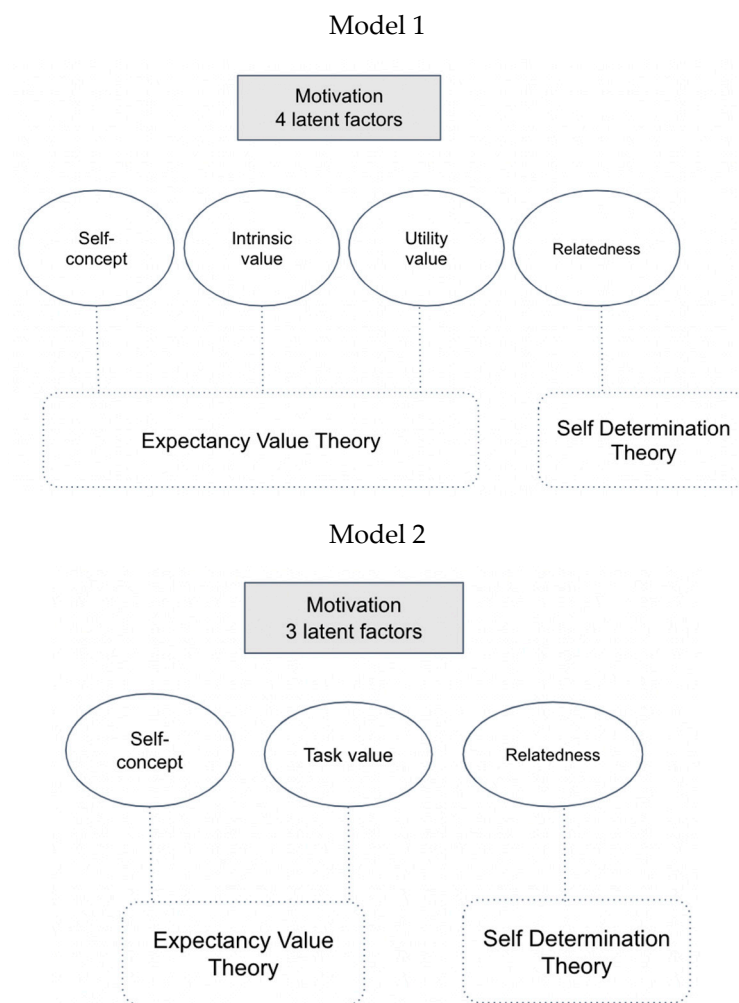 Model 1
Motivation
4 latent factors
Self-
concept
Intrinsic
value
Utility
value
Relatedness
Expectancy Value Theory
Self Determination
Theory
Model 2
Motivation
3 latent factors
Self-
concept
Task value
Relatedness
Expectancy Value
Theory
Self Determination
Theory